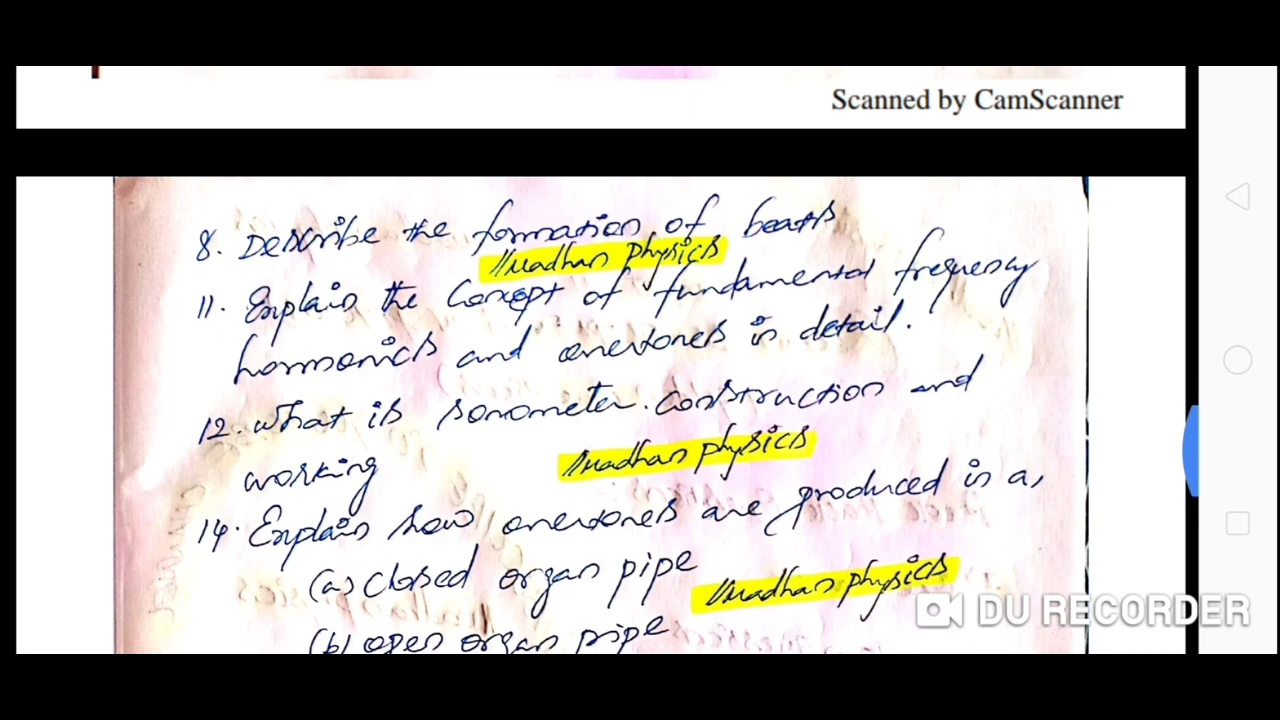 Scanned by CamScanner
8. Describe the formation of beats
Madhan physics
11. Explain the concept of fundamental frequency
harmonics and overtones in detail.
12. What is sonometer. construction and
working
Madhan physics
14. Explain how overtones are produced in a,
(a) closed organ pipe
Madhan physics
(b) open organ pipe
DU RECORDER